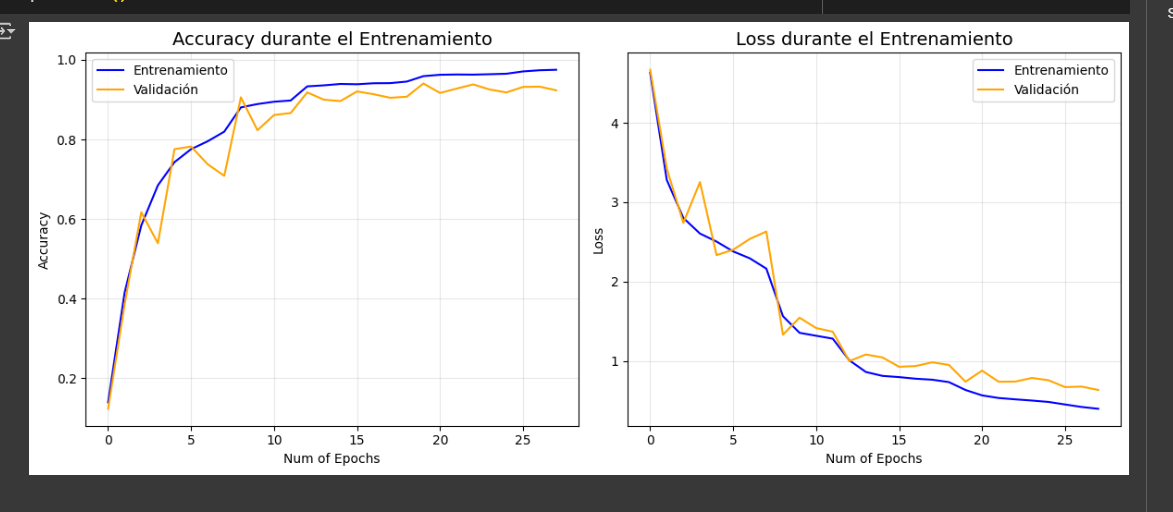 Accuracy durante el Entrenamiento
Entrenamiento
Validación
1.0
0.8
0.6
0.4
0.2
Accuracy
0 5 10 15 20 25
Num of Epochs
Loss durante el Entrenamiento
Entrenamiento
Validación
4
3
2
1
Loss
0 5 10 15 20 25
Num of Epochs